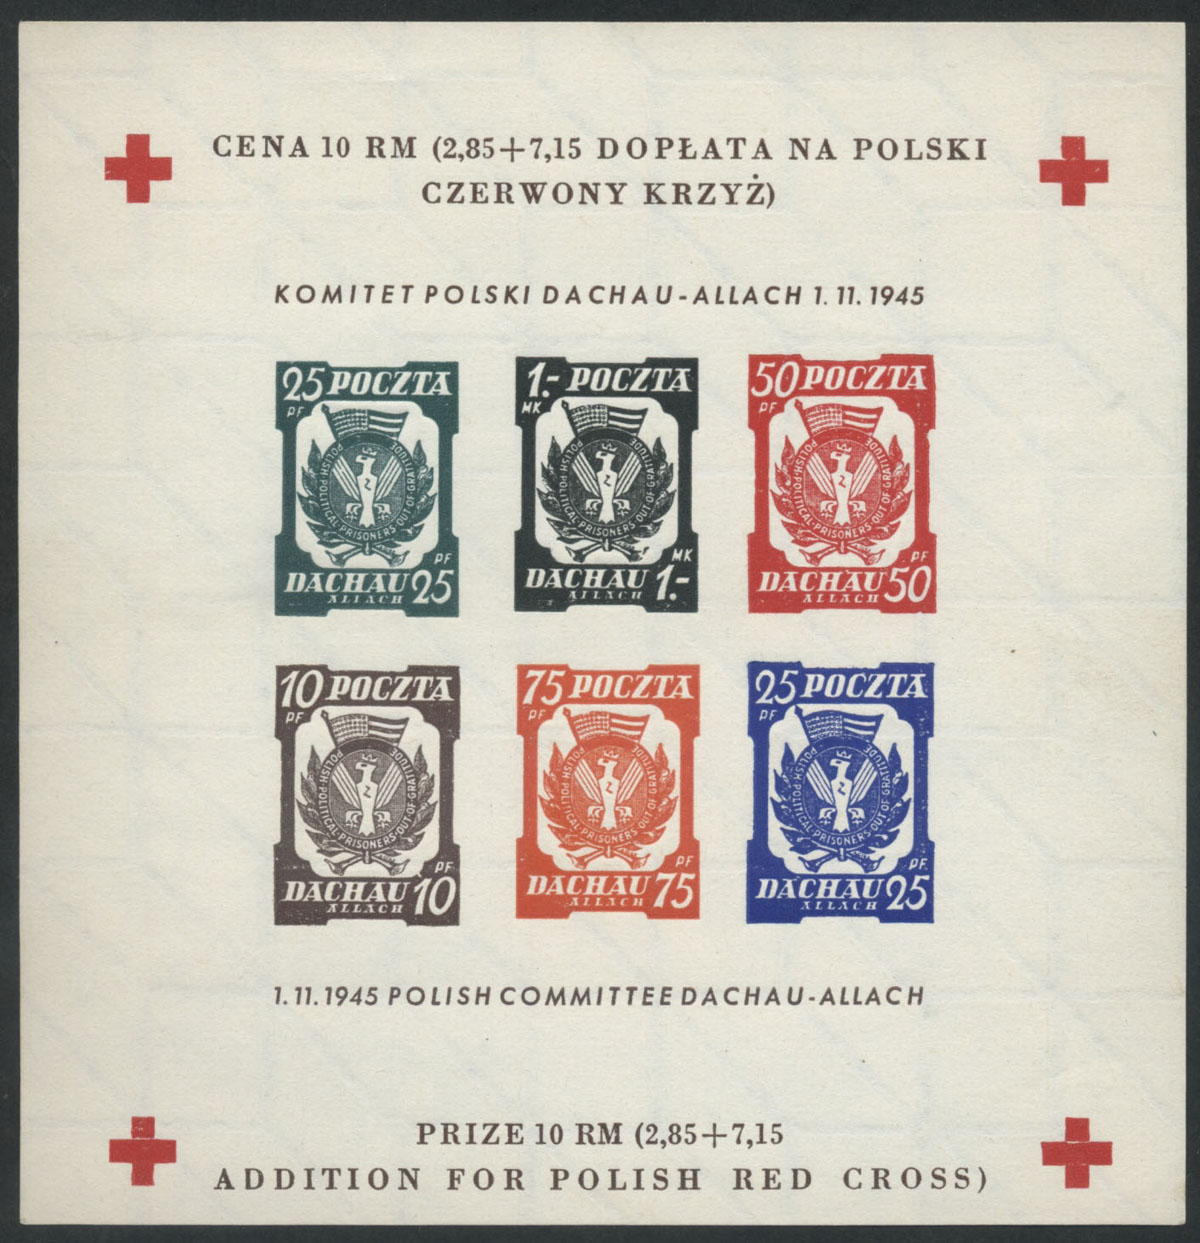 CENA 10 RM (2,85+7,15 DOPŁATA NA POLSKI
CZERWONY KRZYŻ)
KOMITET POLSKI DACHAU-ALLACH 1.11.1945
25 POCZTA
PF
POLISH·POLITICAL·PRISONERS OUT OF GRATITUDE
PF
DACHAU 25
ALLACH
1.- POCZTA
MK
POLISH·POLITICAL·PRISONERS OUT OF GRATITUDE
MK
DACHAU 1.-
ALLACH
50 POCZTA
PF
POLISH·POLITICAL·PRISONERS OUT OF GRATITUDE
PF
DACHAU 50
ALLACH
10 POCZTA
PF
POLISH·POLITICAL·PRISONERS OUT OF GRATITUDE
PF
DACHAU 10
ALLACH
75 POCZTA
PF
POLISH·POLITICAL·PRISONERS OUT OF GRATITUDE
PF
DACHAU 75
ALLACH
25 POCZTA
PF
POLISH·POLITICAL·PRISONERS OUT OF GRATITUDE
PF
DACHAU 25
ALLACH
1.11.1945 POLISH COMMITTEE DACHAU-ALLACH
PRIZE 10 RM (2,85+7,15
ADDITION FOR POLISH RED CROSS)